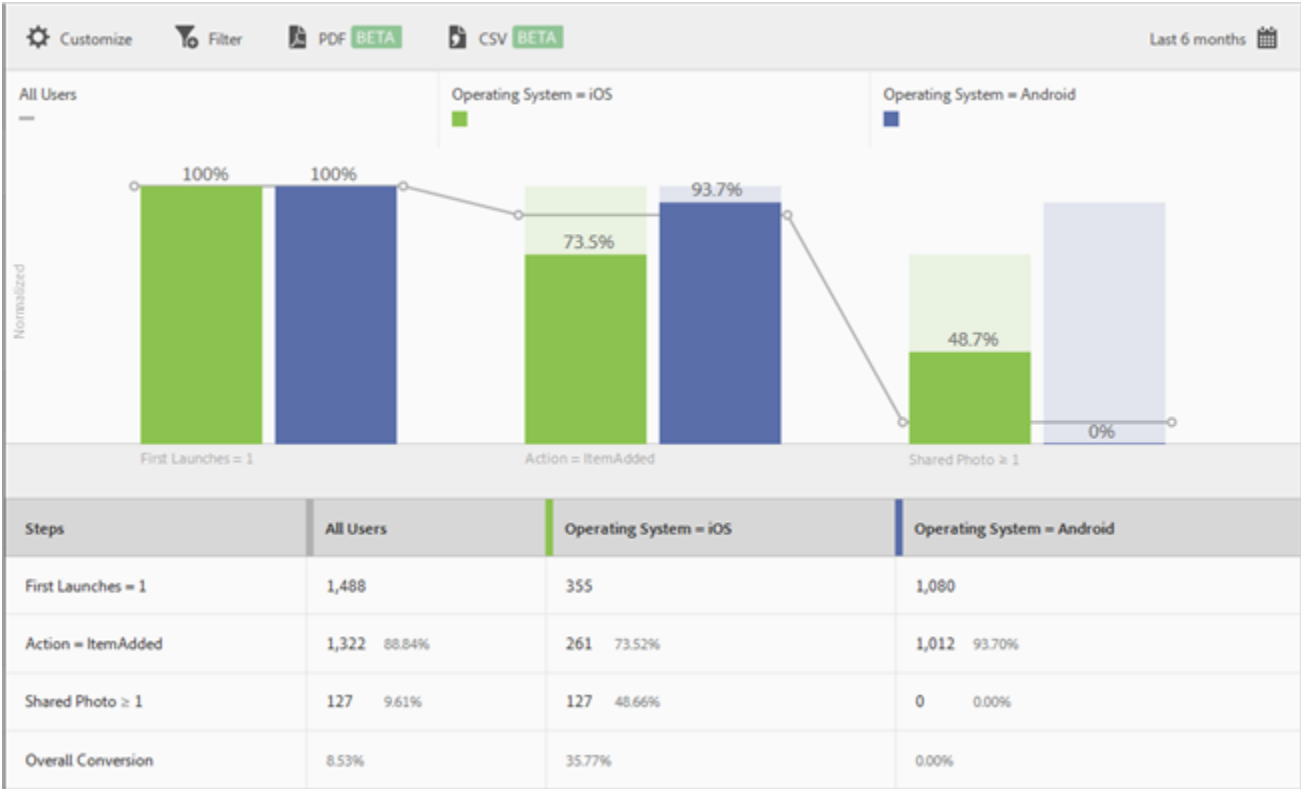 Customize Filter PDF BETA CSV BETA Last 6 months
All Users Operating System = iOS Operating System = Android
100% 100% 93.7%
73.5%
48.7%
0%
Normalized
First Launches = 1 Action = ItemAdded Shared Photo ≥ 1
Steps All Users Operating System = iOS Operating System = Android
First Launches = 1 1,488 355 1,080
Action = ItemAdded 1,322 88.84% 261 73.52% 1,012 93.70%
Shared Photo ≥ 1 127 9.61% 127 48.66% 0 0.00%
Overall Conversion 8.53% 35.77% 0.00%